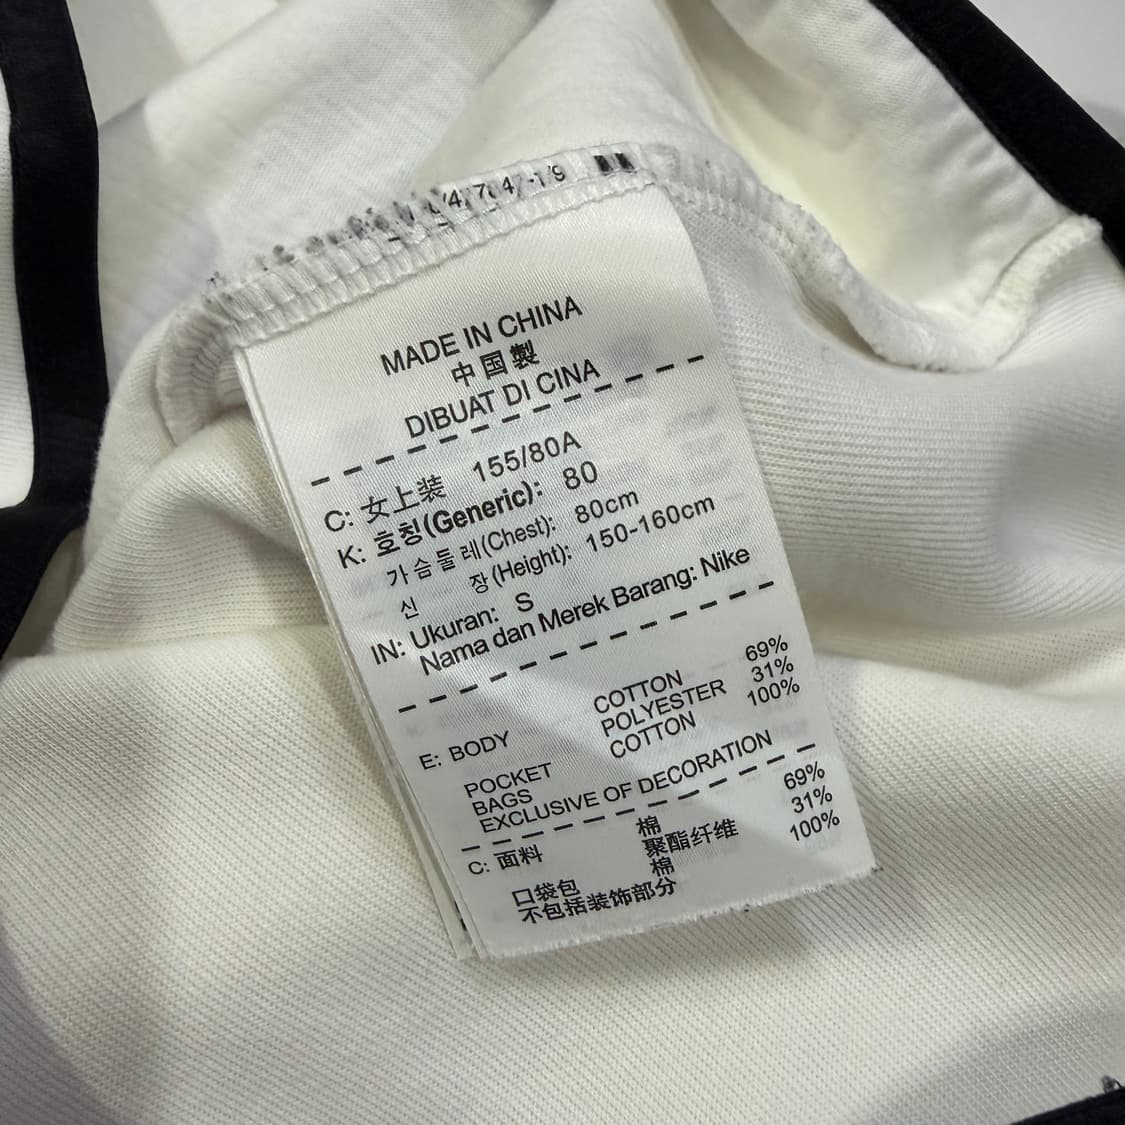 MADE IN CHINA
中国製
DIBUAT DI CINA
C: 女上装 155/80A
K: 호칭(Generic): 80
가슴둘레(Chest): 80cm
신 장(Height): 150-160cm
IN: Ukuran: S
Nama dan Merek Barang: Nike
E: BODY COTTON 69%
POLYESTER 31%
POCKET BAGS COTTON 100%
EXCLUSIVE OF DECORATION
C: 面料 棉 69%
聚酯纤维 31%
口袋包 棉 100%
不包括装饰部分